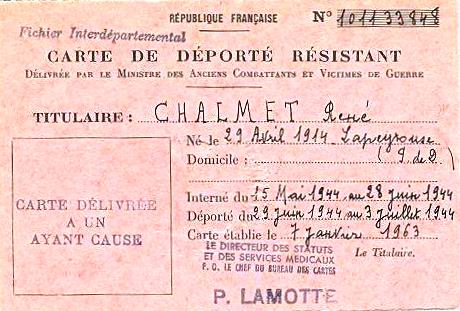 RÉPUBLIQUE FRANÇAISE
N° 101133848
Fichier Interdépartemental
CARTE DE DÉPORTÉ RÉSISTANT
DÉLIVRÉE PAR LE MINISTRE DES ANCIENS COMBATTANTS ET VICTIMES DE GUERRE
TITULAIRE : CHALMET René
Né le 29 Avril 1914 Lapeyrouse
Domicile : (P. de D.)
Interné du 15 Mai 1944 au 28 juin 1944
Déporté du 29 juin 1944 au 3 juillet 1944
Carte établie le 7 janvier 1963
CARTE DÉLIVRÉE
A UN
AYANT CAUSE
LE DIRECTEUR DES STATUTS
ET DES SERVICES MÉDICAUX
P. O. LE CHEF DU BUREAU DES CARTES
Le Titulaire.
P. LAMOTTE